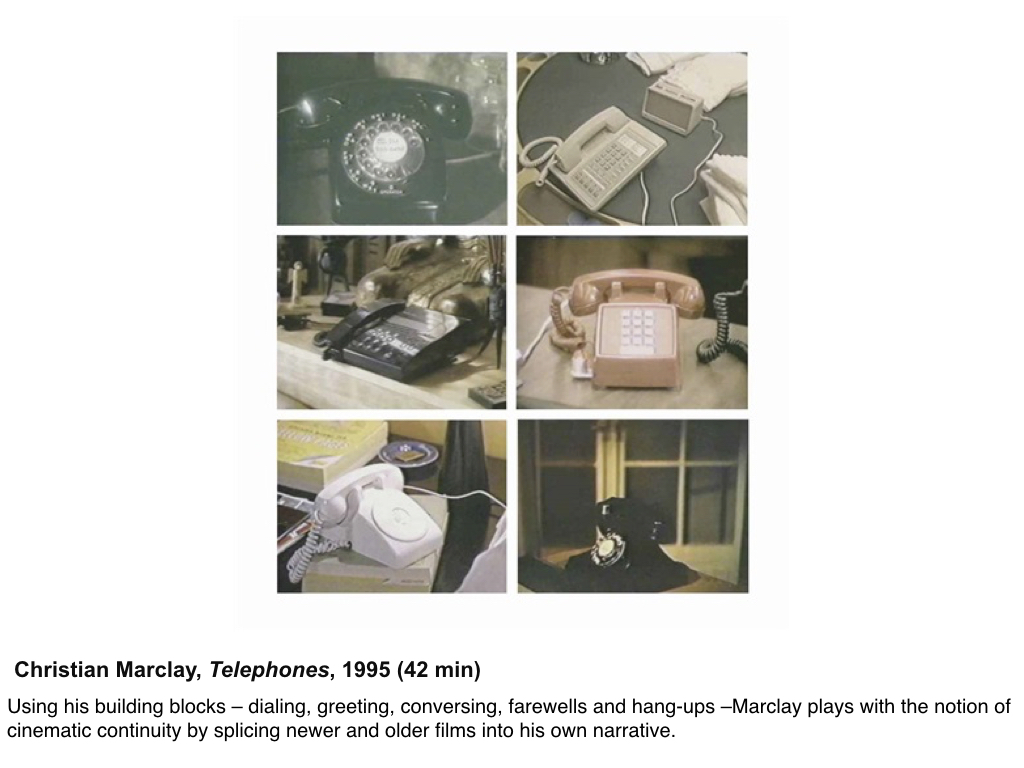 Christian Marclay, Telephones, 1995 (42 min)
Using his building blocks – dialing, greeting, conversing, farewells and hang-ups –Marclay plays with the notion of
cinematic continuity by splicing newer and older films into his own narrative.